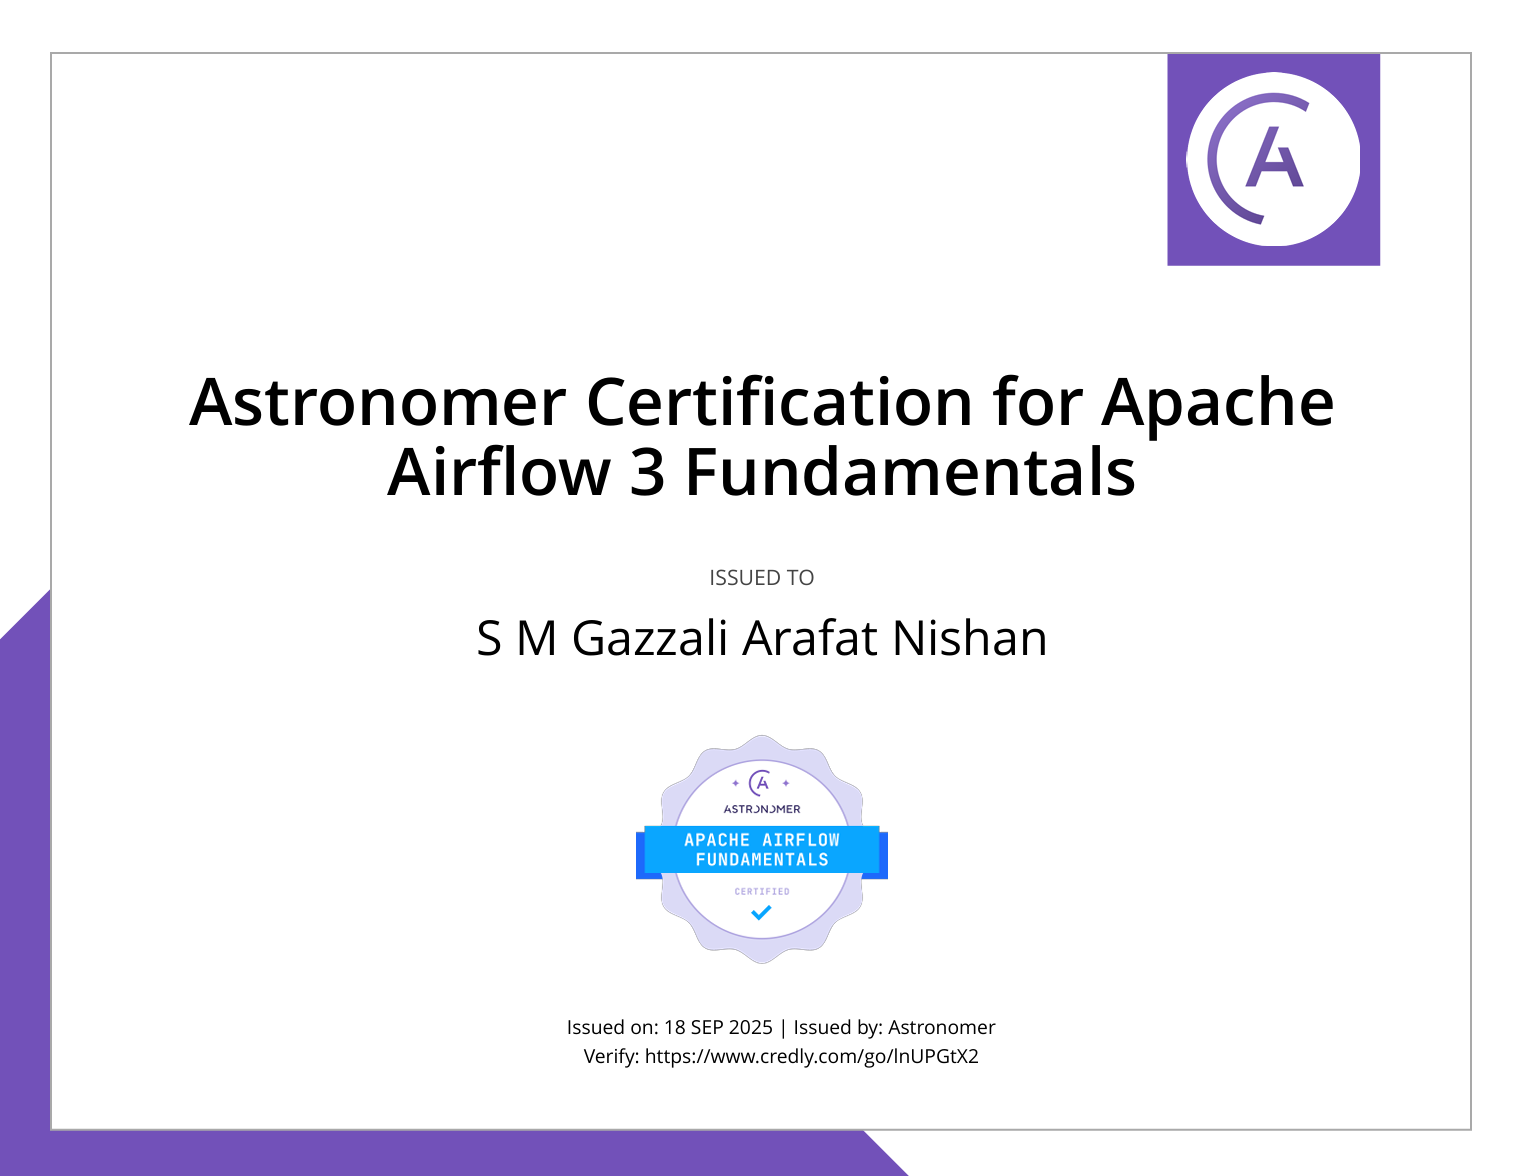 A
Astronomer Certification for Apache
Airflow 3 Fundamentals
ISSUED TO
S M Gazzali Arafat Nishan
A
ASTRONOMER
APACHE AIRFLOW
FUNDAMENTALS
CERTIFIED
Issued on: 18 SEP 2025 | Issued by: Astronomer
Verify: https://www.credly.com/go/lnUPGtX2